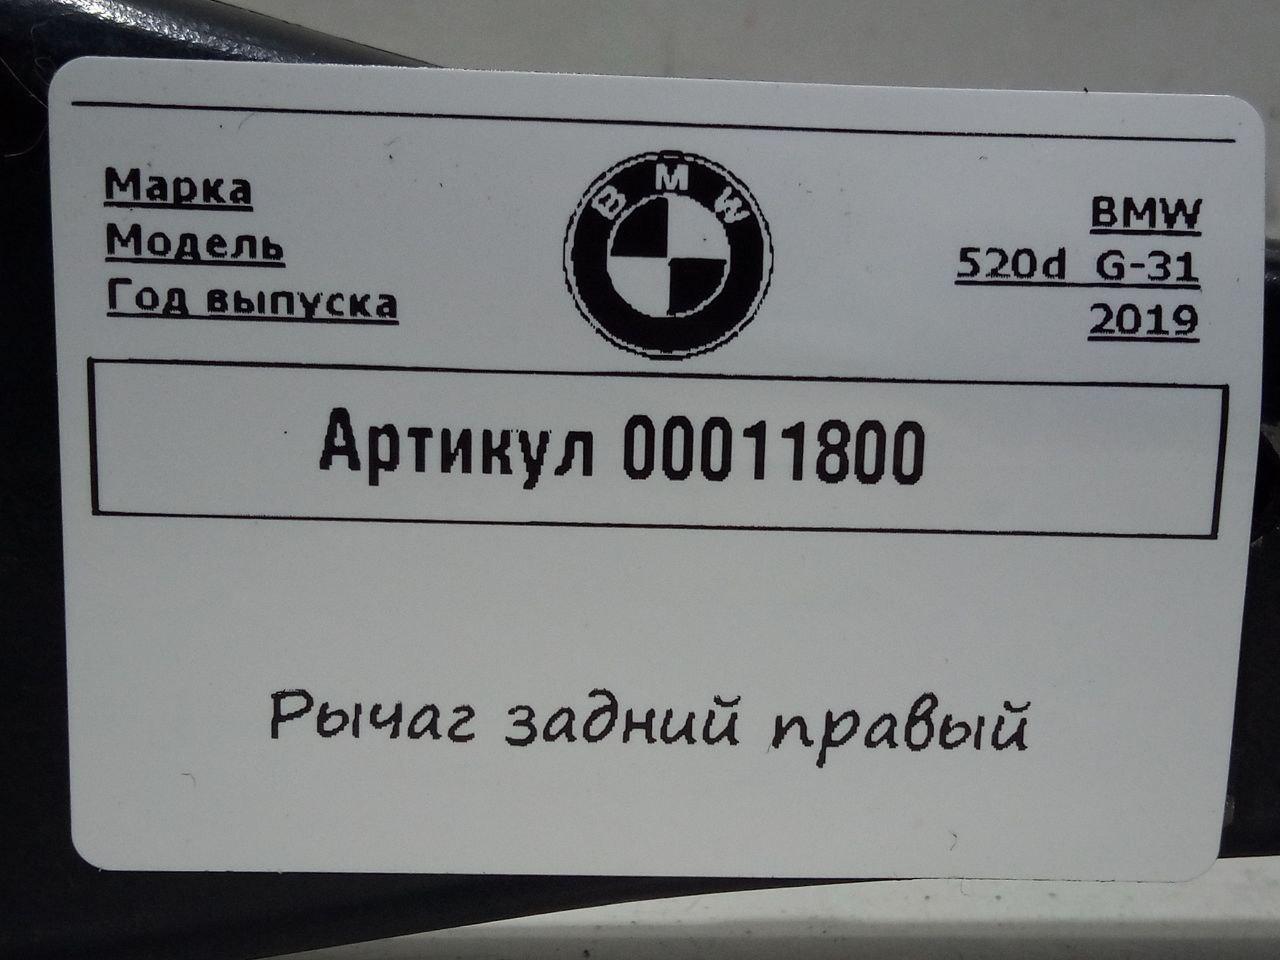 Марка BMW BMW
Модель 520d G-31
Год выпуска 2019
Артикул 00011800
Рычаг задний правый